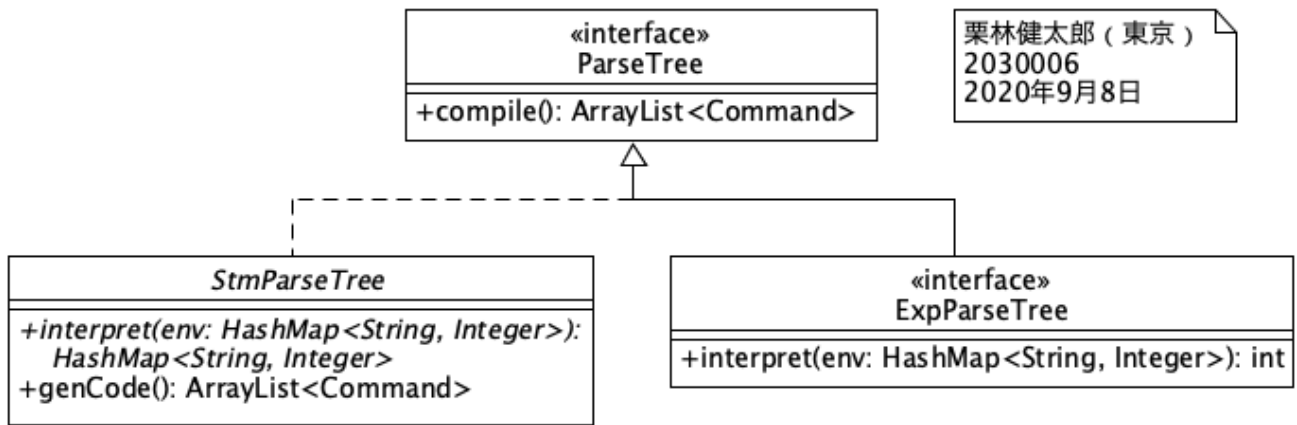 «interface»
ParseTree
+compile(): ArrayList<Command>
栗林健太郎（東京）
2030006
2020年9月8日
StmParseTree
+interpret(env: HashMap<String, Integer>):
HashMap<String, Integer>
+genCode(): ArrayList<Command>
«interface»
ExpParseTree
+interpret(env: HashMap<String, Integer>): int